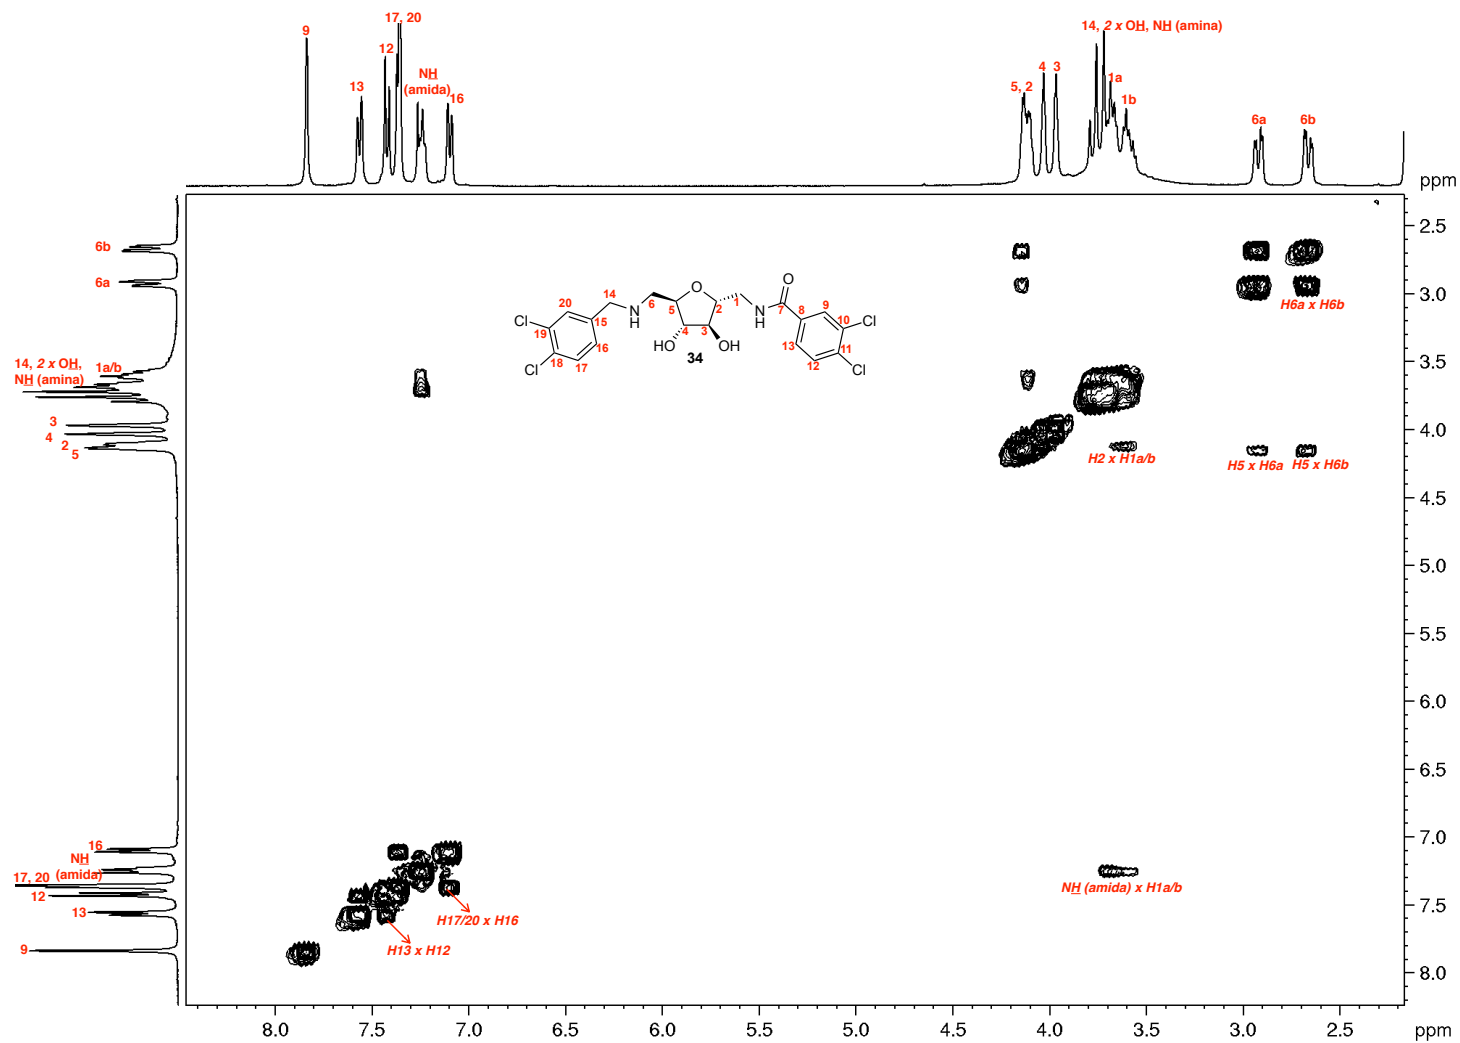 17, 20
14, 2 x OH, NH (amina)
9
12
13
NH
(amida)
16
5, 2
4
3
1a
1b
6a
6b
ppm
6b
6a
14, 2 x OH,
NH (amina)
1a/b
3
4
2
5
16
NH
(amida)
17, 20
12
13
9
O
20
14
N
H
6
O
5
2
1
N
H
7
8
9
10
Cl
Cl
19
15
4
3
HO
34
OH
13
11
18
16
17
12
Cl
Cl
H6a x H6b
H2 x H1a/b
H5 x H6a
H5 x H6b
NH (amida) x H1a/b
H17/20 x H16
H13 x H12
2.5
3.0
3.5
4.0
4.5
5.0
5.5
6.0
6.5
7.0
7.5
8.0
8.0
7.5
7.0
6.5
6.0
5.5
5.0
4.5
4.0
3.5
3.0
2.5
ppm